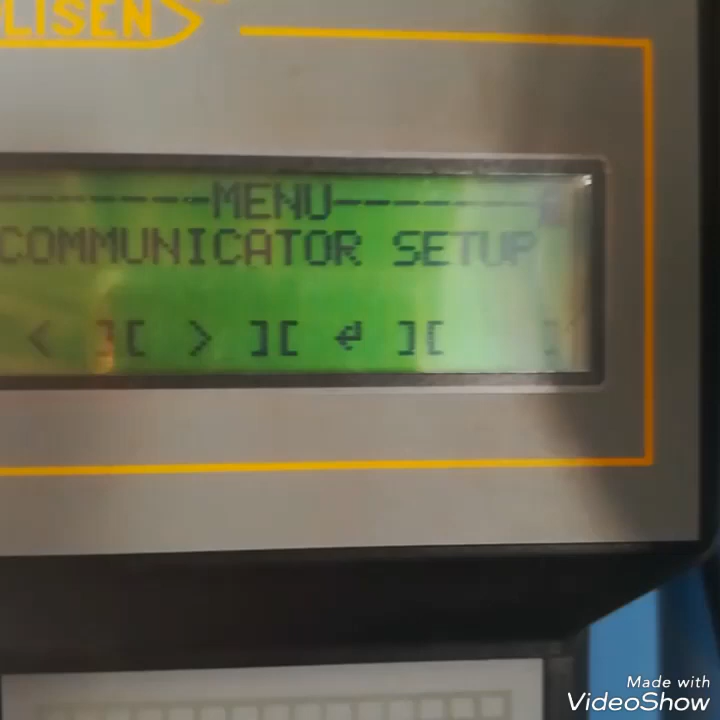 LISEN
-------MENU-------
COMMUNICATOR SETUP
< ][ > ][ ↵ ][ ]
Made with
VideoShow